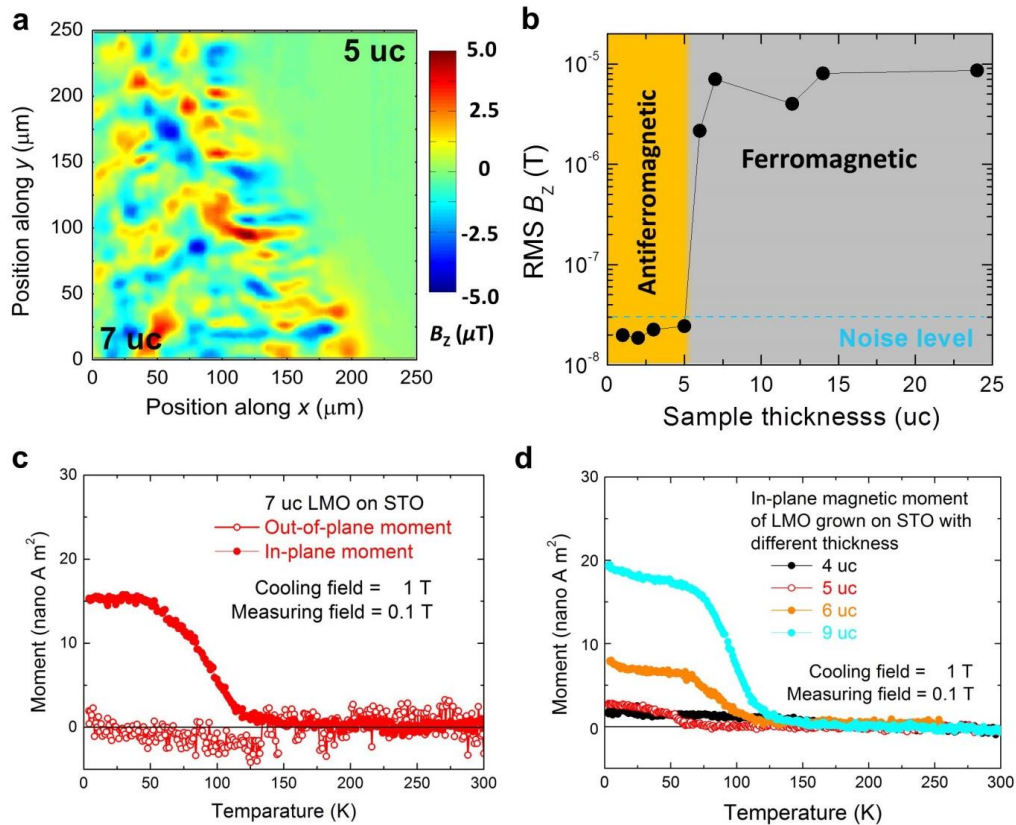 a
250
200
150
100
50
0
Position along y (μm)
5 uc
7 uc
0 50 100 150 200 250
Position along x (μm)
5.0
2.5
0
-2.5
-5.0
B_Z (μT)
b
10⁻⁵
10⁻⁶
10⁻⁷
10⁻⁸
RMS B_Z (T)
Antiferromagnetic
Ferromagnetic
Noise level
0 5 10 15 20 25
Sample thicknesss (uc)
c
30
20
10
0
Moment (nano A m²)
7 uc LMO on STO
Out-of-plane moment
In-plane moment
Cooling field = 1 T
Measuring field = 0.1 T
0 50 100 150 200 250 300
Temparature (K)
d
30
20
10
0
Moment (nano A m²)
In-plane magnetic moment
of LMO grown on STO with
different thickness
4 uc
5 uc
6 uc
9 uc
Cooling field = 1 T
Measuring field = 0.1 T
0 50 100 150 200 250 300
Temperature (K)